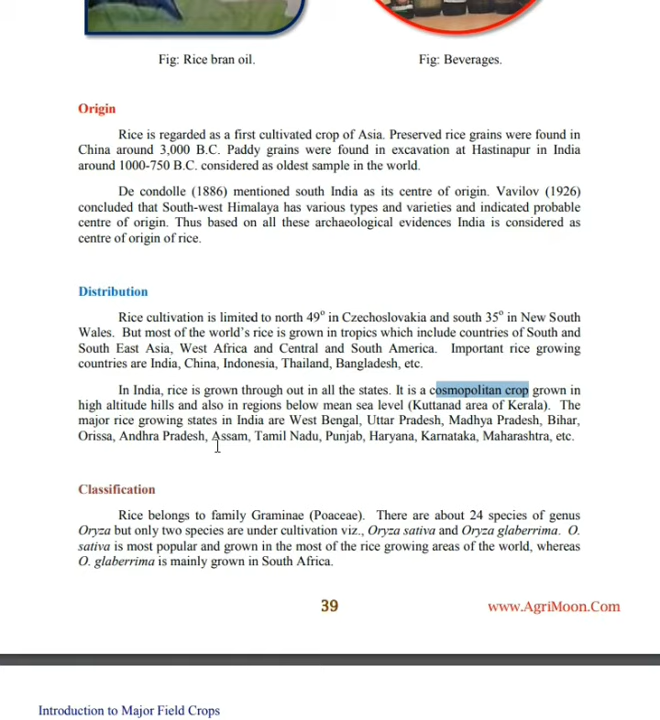 Fig: Rice bran oil.
Fig: Beverages.
Origin
Rice is regarded as a first cultivated crop of Asia. Preserved rice grains were found in
China around 3,000 B.C. Paddy grains were found in excavation at Hastinapur in India
around 1000-750 B.C. considered as oldest sample in the world.
De condolle (1886) mentioned south India as its centre of origin. Vavilov (1926)
concluded that South-west Himalaya has various types and varieties and indicated probable
centre of origin. Thus based on all these archaeological evidences India is considered as
centre of origin of rice.
Distribution
Rice cultivation is limited to north 49° in Czechoslovakia and south 35° in New South
Wales. But most of the world's rice is grown in tropics which include countries of South and
South East Asia, West Africa and Central and South America. Important rice growing
countries are India, China, Indonesia, Thailand, Bangladesh, etc.
In India, rice is grown through out in all the states. It is a cosmopolitan crop grown in
high altitude hills and also in regions below mean sea level (Kuttanad area of Kerala). The
major rice growing states in India are West Bengal, Uttar Pradesh, Madhya Pradesh, Bihar,
Orissa, Andhra Pradesh, Assam, Tamil Nadu, Punjab, Haryana, Karnataka, Maharashtra, etc.
Classification
Rice belongs to family Graminae (Poaceae). There are about 24 species of genus
Oryza but only two species are under cultivation viz., Oryza sativa and Oryza glaberrima. O.
sativa is most popular and grown in the most of the rice growing areas of the world, whereas
O. glaberrima is mainly grown in South Africa.
39
www.AgriMoon.Com
Introduction to Major Field Crops